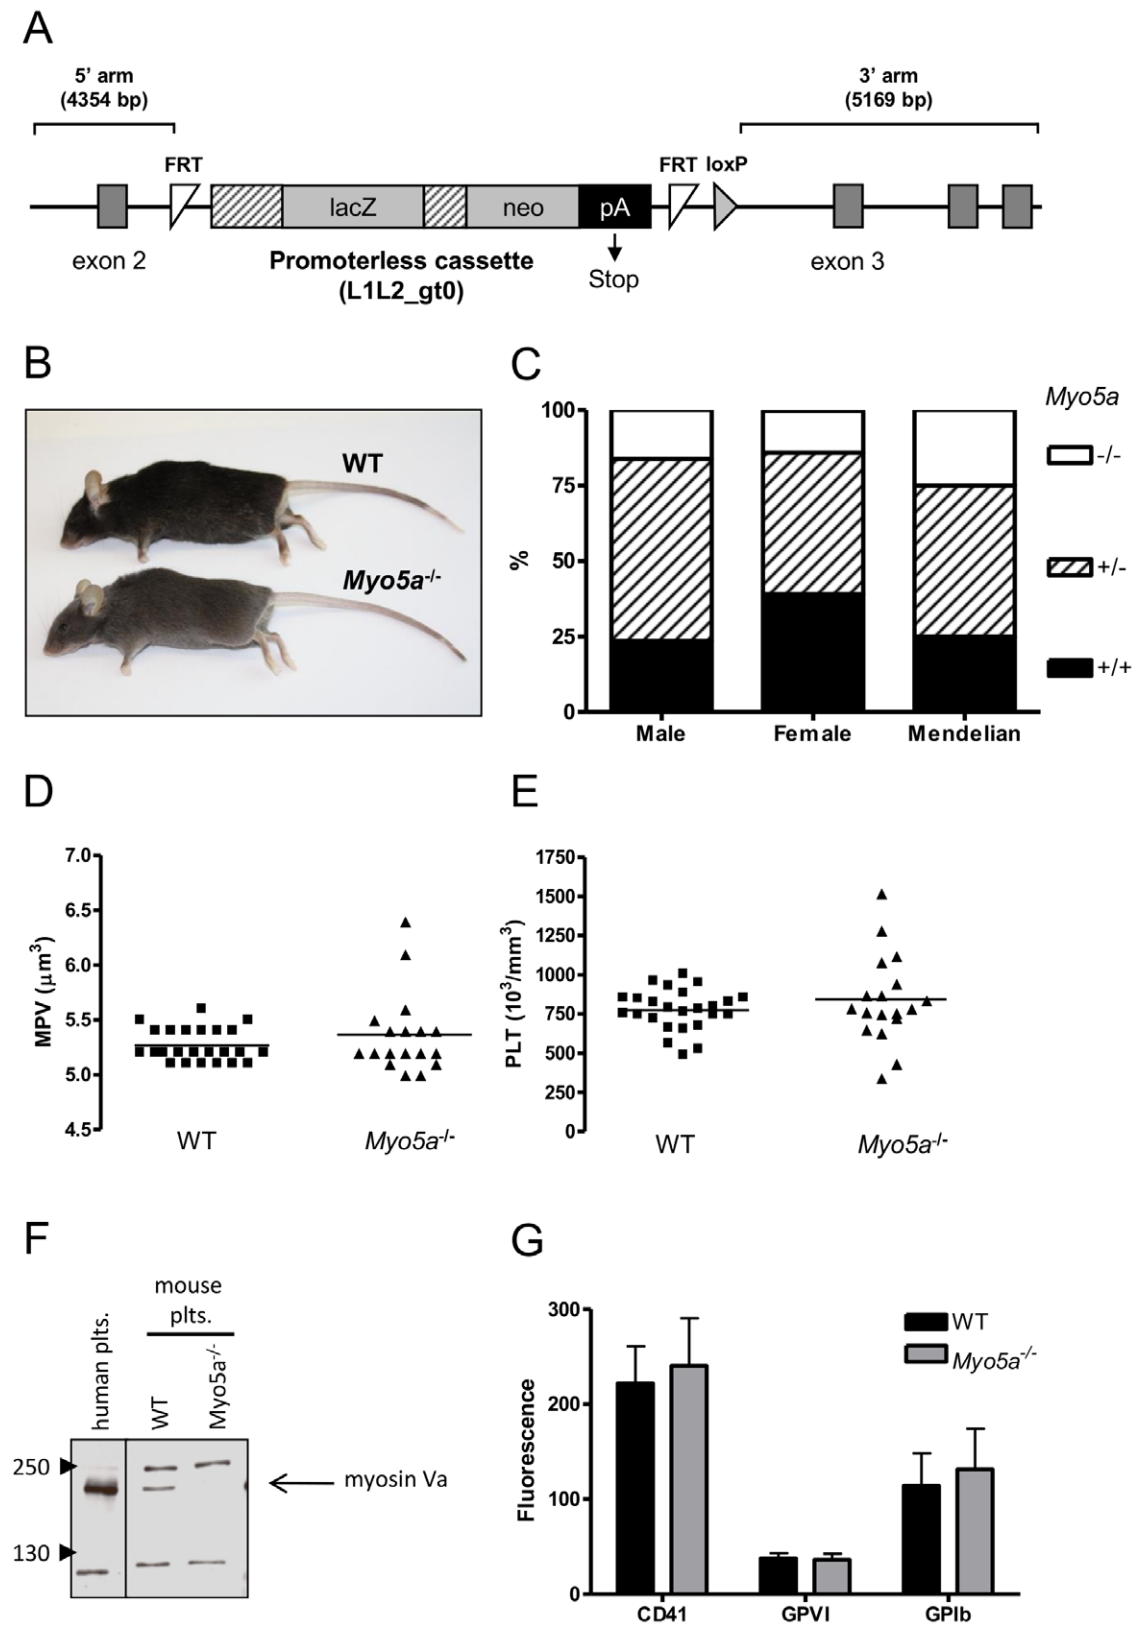 A
5’ arm
(4354 bp)
3’ arm
(5169 bp)
FRT
FRT loxP
lacZ
neo
pA
exon 2
Promoterless cassette
(L1L2_gt0)
Stop
exon 3
B
WT
Myo5a-/-
C
Myo5a
100
75
50
25
0
%
-/-
+/-
+/+
Male
Female
Mendelian
D
7.0
6.5
6.0
5.5
5.0
4.5
MPV (µm3)
WT
Myo5a-/-
E
1750
1500
1250
1000
750
500
250
0
PLT (103/mm3)
WT
Myo5a-/-
F
mouse
plts.
human plts.
WT
Myo5a-/-
250
130
myosin Va
G
300
200
100
0
Fluorescence
WT
Myo5a-/-
CD41
GPVI
GPIb